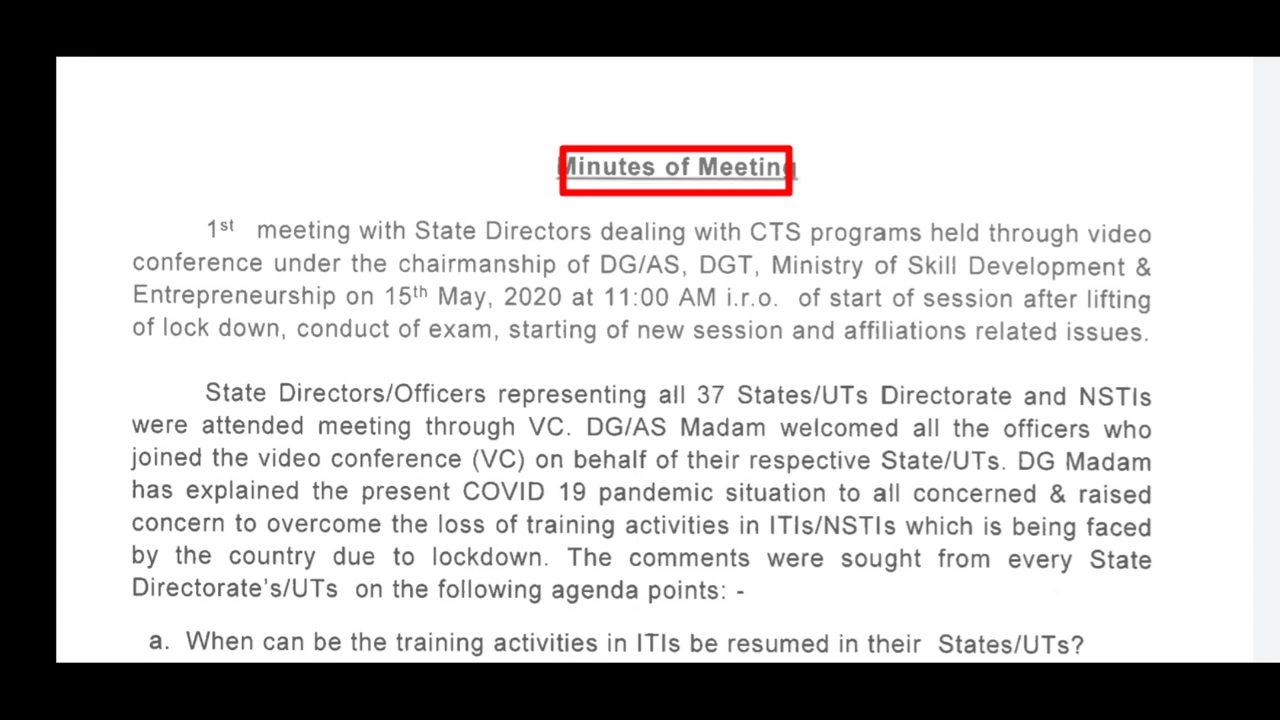 Minutes of Meeting
1st meeting with State Directors dealing with CTS programs held through video
conference under the chairmanship of DG/AS, DGT, Ministry of Skill Development &
Entrepreneurship on 15th May, 2020 at 11:00 AM i.r.o. of start of session after lifting
of lock down, conduct of exam, starting of new session and affiliations related issues.
State Directors/Officers representing all 37 States/UTs Directorate and NSTIs
were attended meeting through VC. DG/AS Madam welcomed all the officers who
joined the video conference (VC) on behalf of their respective State/UTs. DG Madam
has explained the present COVID 19 pandemic situation to all concerned & raised
concern to overcome the loss of training activities in ITIs/NSTIs which is being faced
by the country due to lockdown. The comments were sought from every State
Directorate's/UTs on the following agenda points: -
a. When can be the training activities in ITIs be resumed in their States/UTs?